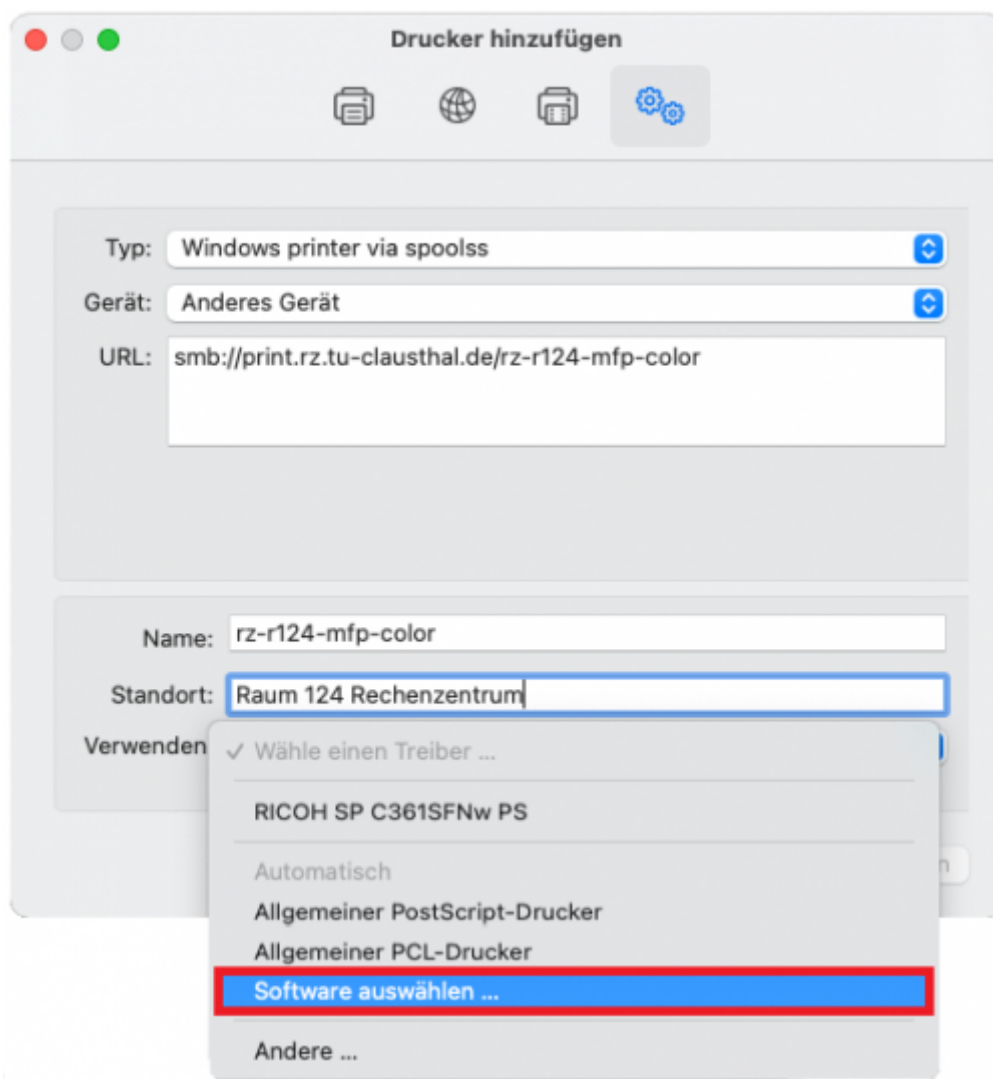 Drucker hinzufügen
Typ: Windows printer via spoolss
Gerät: Anderes Gerät
URL: smb://print.rz.tu-clausthal.de/rz-r124-mfp-color
Name: rz-r124-mfp-color
Standort: Raum 124 Rechenzentrum
Verwenden
✓ Wähle einen Treiber ...
RICOH SP C361SFNw PS
Automatisch
n
Allgemeiner PostScript-Drucker
Allgemeiner PCL-Drucker
Software auswählen ...
Andere ...